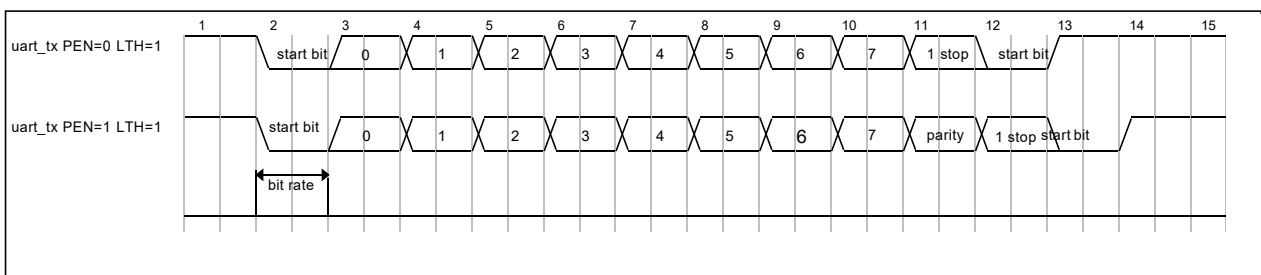 1 2 3 4 5 6 7 8 9 10 11 12 13 14 15
uart_tx PEN=0 LTH=1 start bit 0 1 2 3 4 5 6 7 1 stop start bit
uart_tx PEN=1 LTH=1 start bit 0 1 2 3 4 5 6 7 parity 1 stop start bit
bit rate